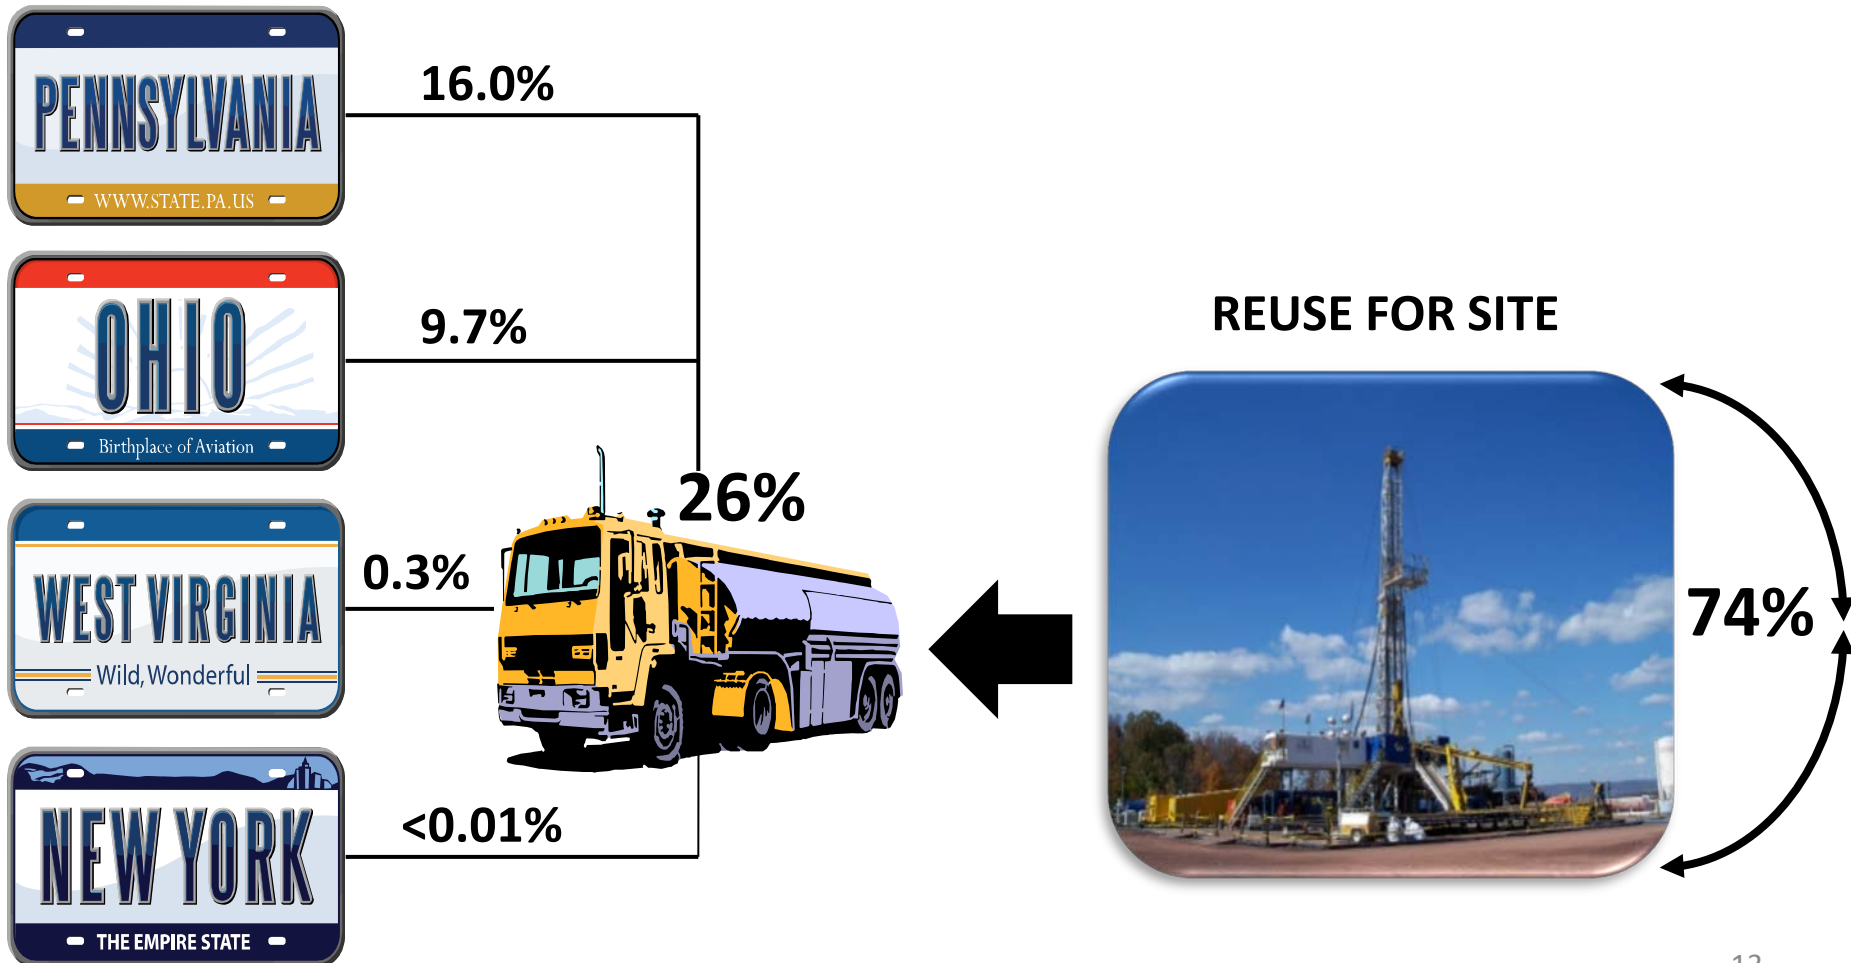 PENNSYLVANIA
WWW.STATE.PA.US
16.0%
OHIO
Birthplace of Aviation
9.7%
WEST VIRGINIA
Wild, Wonderful
0.3%
NEW YORK
THE EMPIRE STATE
<0.01%
26%
REUSE FOR SITE
74%